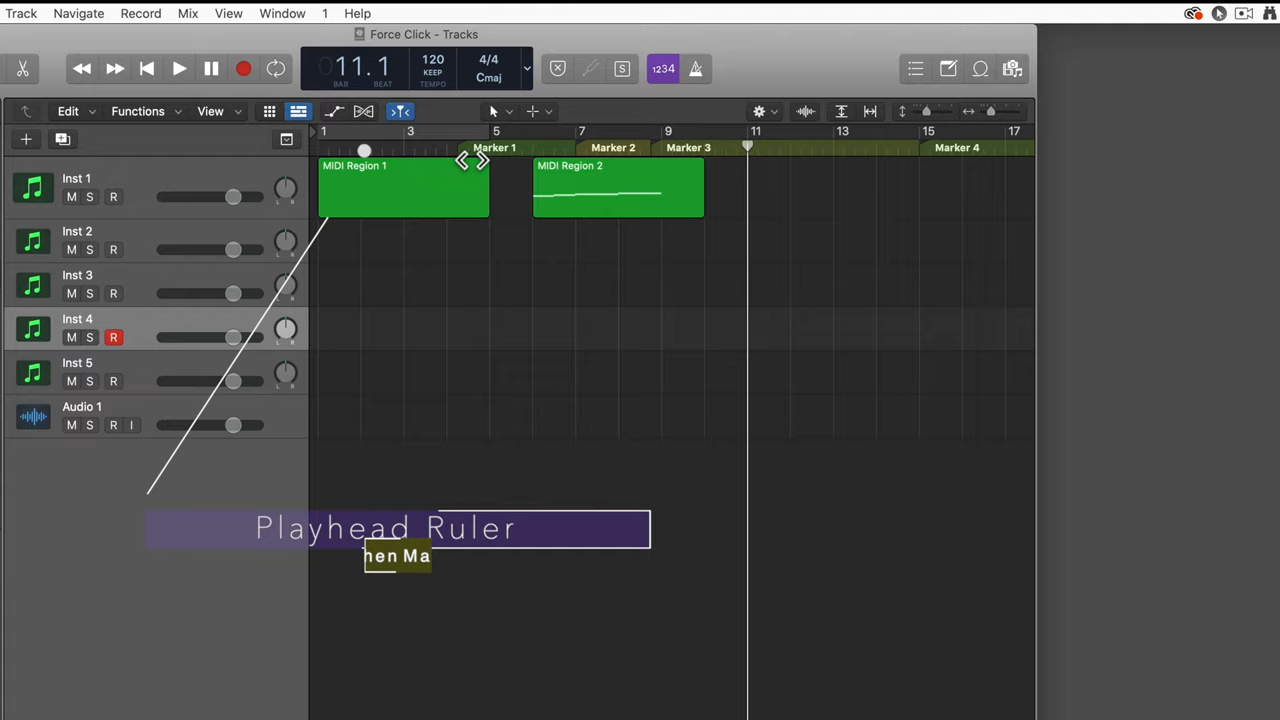 Track Navigate Record Mix View Window 1 Help
Force Click - Tracks
011.1 120 4/4
KEEP Cmaj
BAR BEAT TEMPO
S 1234
Edit Functions View
1 3 5 7 9 11 13 15 17
Marker 1 Marker 2 Marker 3 Marker 4
MIDI Region 1 MIDI Region 2
Inst 1
M S R L R
Inst 2
M S R L R
Inst 3
M S R L R
Inst 4
M S R L R
Inst 5
M S R L R
Audio 1
M S R I
Playhead Ruler
hen Ma